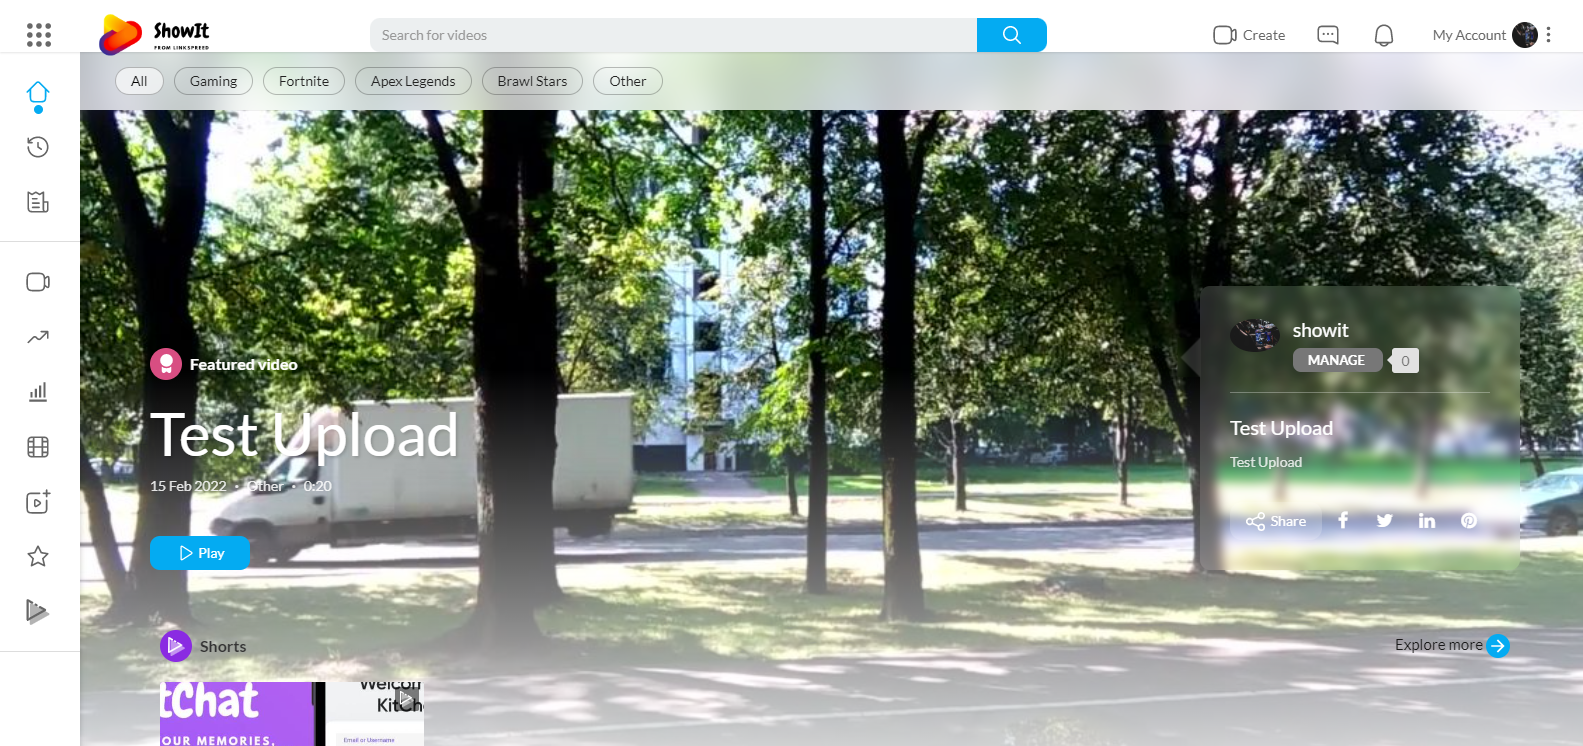 ShowIt
FROM LINKSPREED
Search for videos
Create
My Account
All
Gaming
Fortnite
Apex Legends
Brawl Stars
Other
Featured video
Test Upload
15 Feb 2022 • Other • 0:20
Play
showit
MANAGE
0
Test Upload
Test Upload
Share
Shorts
Explore more
tChat
OUR MEMORIES,
Welcom
KitCh
Email or Username